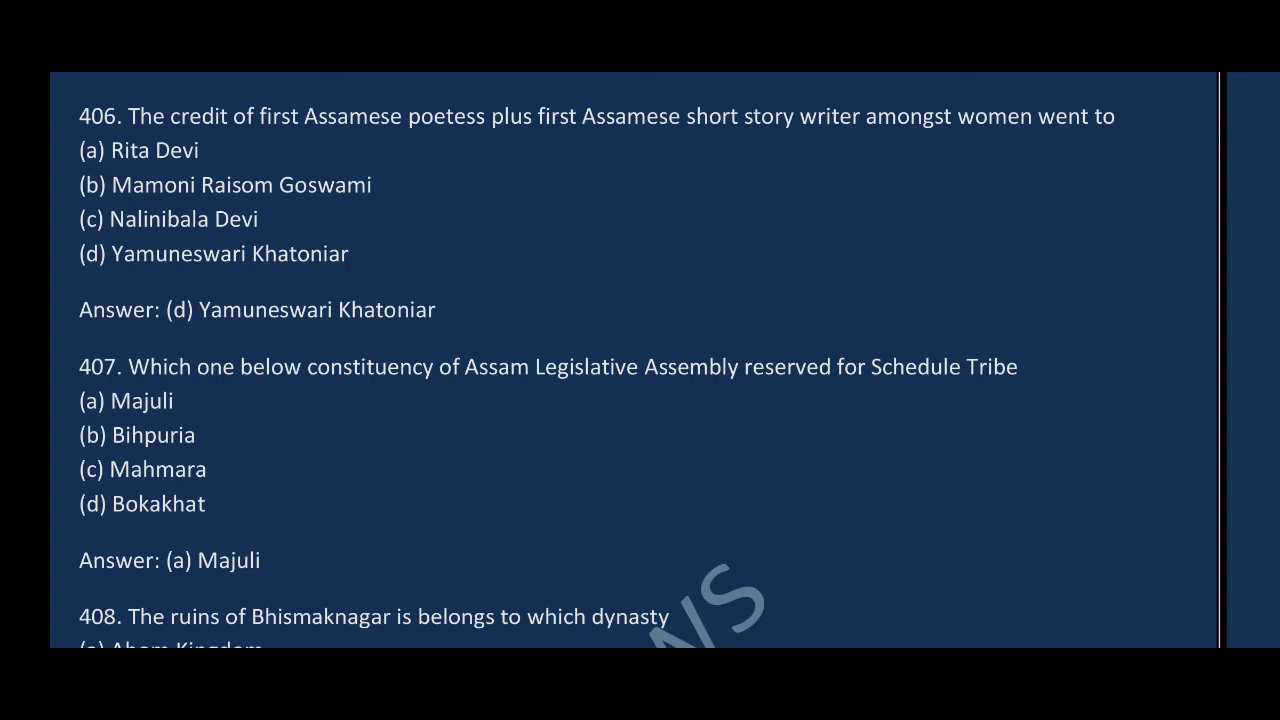 406. The credit of first Assamese poetess plus first Assamese short story writer amongst women went to
(a) Rita Devi
(b) Mamoni Raisom Goswami
(c) Nalinibala Devi
(d) Yamuneswari Khatoniar
Answer: (d) Yamuneswari Khatoniar
407. Which one below constituency of Assam Legislative Assembly reserved for Schedule Tribe
(a) Majuli
(b) Bihpuria
(c) Mahmara
(d) Bokakhat
Answer: (a) Majuli
408. The ruins of Bhismaknagar is belongs to which dynasty
(a) Ahom Kingdom